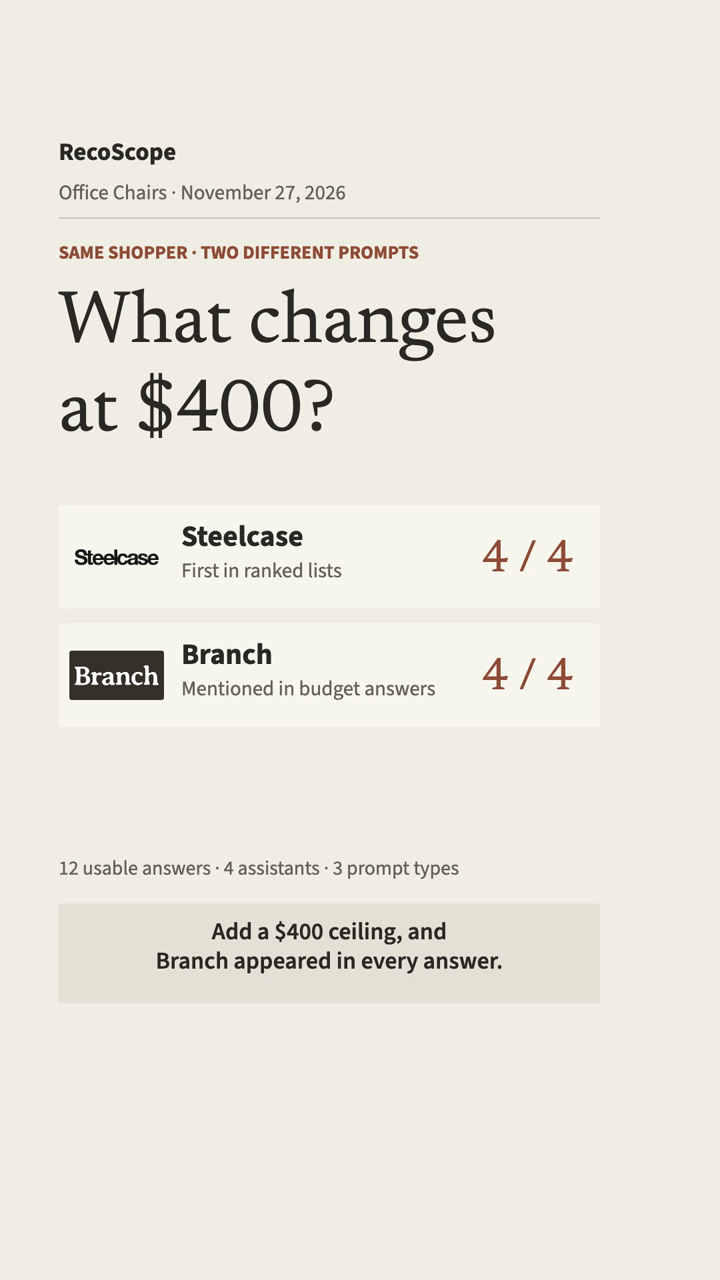 RecoScope
Office Chairs · November 27, 2026
SAME SHOPPER · TWO DIFFERENT PROMPTS
What changes
at $400?
Steelcase
Steelcase
First in ranked lists
4 / 4
Branch
Branch
Mentioned in budget answers
4 / 4
12 usable answers · 4 assistants · 3 prompt types
Add a $400 ceiling, and
Branch appeared in every answer.